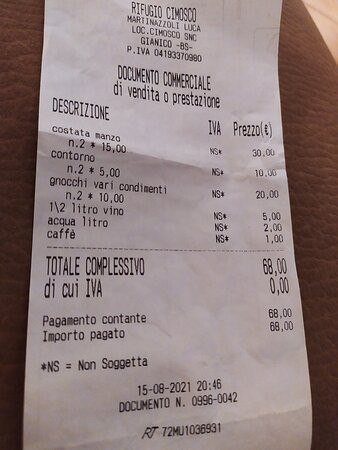 RIFUGIO CIMOSCO
MARTINAZZOLI LUCA
LOC.CIMOSCO SNC
GIANICO -BS-
P.IVA 04193370980
DOCUMENTO COMMERCIALE
di vendita o prestazione
DESCRIZIONE IVA Prezzo(€)
costata manzo
n.2 * 15,00 NS* 30,00
contorno
n.2 * 5,00 NS* 10,00
gnocchi vari condimenti
n.2 * 10,00 NS* 20,00
1\2 litro vino NS* 5,00
acqua litro NS* 2,00
caffè NS* 1,00
TOTALE COMPLESSIVO 68,00
di cui IVA 0,00
Pagamento contante 68,00
Importo pagato 68,00
*NS = Non Soggetta
15-08-2021 20:46
DOCUMENTO N. 0996-0042
RT 72MU1036931